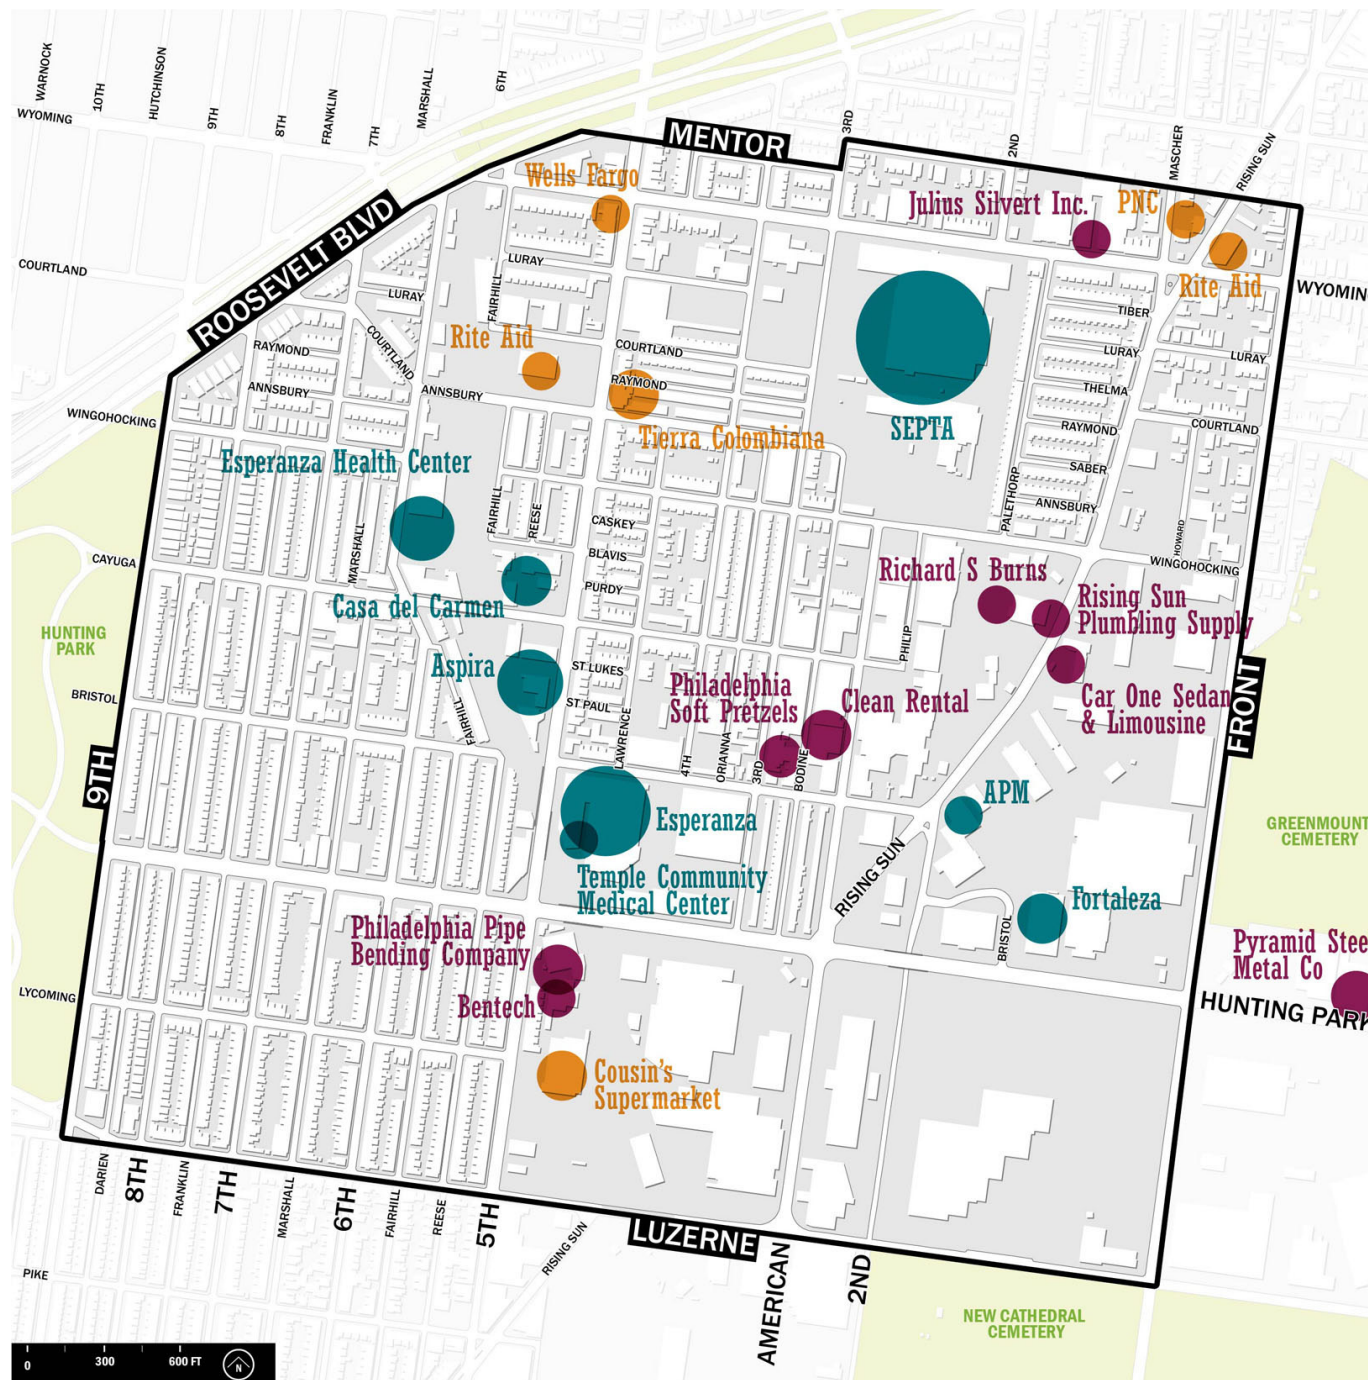 WARNOCK
10TH
HUTCHINSON
9TH
8TH
FRANKLIN
7TH
MARSHALL
6TH
3RD
2ND
MASCHER
RISING SUN
WYOMING
MENTOR
Wells Fargo
Julius Silvert Inc.
PNC
ROOSEVELT BLVD
COURTLAND
LURAY
FAIRHILL
LURAY
Rite Aid
WYOMIN
TIBER
Rite Aid
RAYMOND
COURTLAND
COURTLAND
LURAY
LURAY
ANNSBURY
ANNSBURY
RAYMOND
THELMA
WINGOHOCKING
Tierra Colombiana
SEPTA
RAYMOND
COURTLAND
Esperanza Health Center
SABER
PALETHORP
ANNSBURY
MARSHALL
FAIRHILL
REESE
CASKEY
HOWARD
CAYUGA
BLAVIS
WINGOHOCKING
Richard S Burns
PURDY
Casa del Carmen
Rising Sun
Plumbing Supply
HUNTING
PARK
PHILIP
Aspira
ST LUKES
Philadelphia
Soft Pretzels
Clean Rental
Car One Sedan
& Limousine
BRISTOL
ST PAUL
FAIRHILL
LAWRENCE
4TH
ORIANNA
3RD
BODINE
FRONT
9TH
APM
Esperanza
GREENMOUNT
CEMETERY
Temple Community
Medical Center
RISING SUN
Fortaleza
BRISTOL
Philadelphia Pipe
Bending Company
Pyramid Stee
Metal Co
LYCOMING
Bentech
HUNTING PARK
Cousin's
Supermarket
DARIEN
8TH
FRANKLIN
7TH
MARSHALL
6TH
FAIRHILL
REESE
5TH
RISING SUN
LUZERNE
AMERICAN
2ND
PIKE
NEW CATHEDRAL
CEMETERY
0
300
600 FT
N
Rite Aid